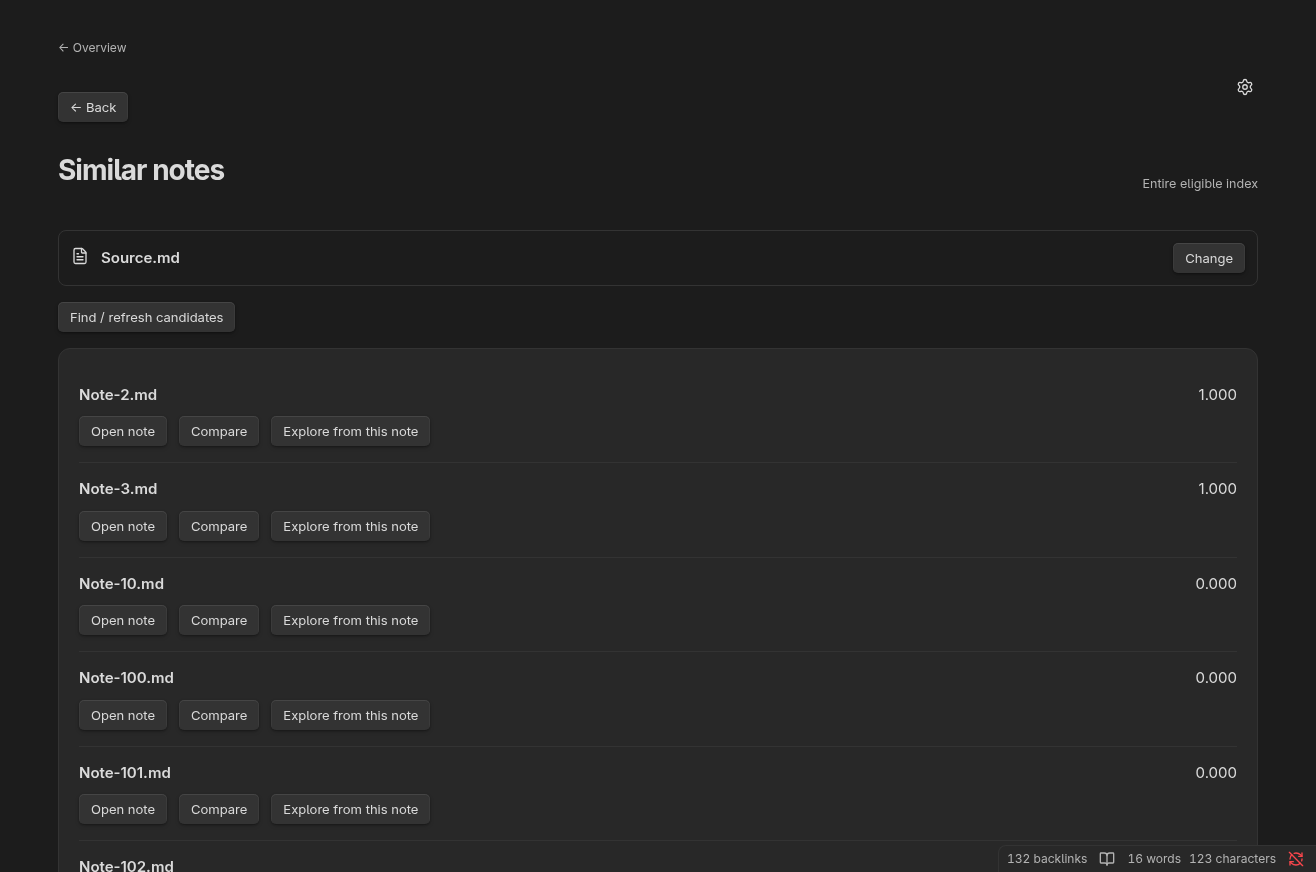 ← Overview
← Back
Similar notes
Entire eligible index
Source.md
Change
Find / refresh candidates
Note-2.md 1.000
Open note Compare Explore from this note
Note-3.md 1.000
Open note Compare Explore from this note
Note-10.md 0.000
Open note Compare Explore from this note
Note-100.md 0.000
Open note Compare Explore from this note
Note-101.md 0.000
Open note Compare Explore from this note
Note-102.md
132 backlinks 16 words 123 characters